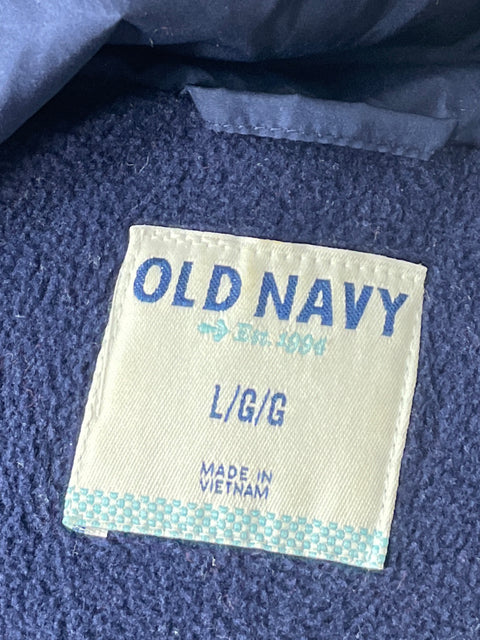 OLD NAVY
Est. 1994
L/G/G
MADE IN
VIETNAM